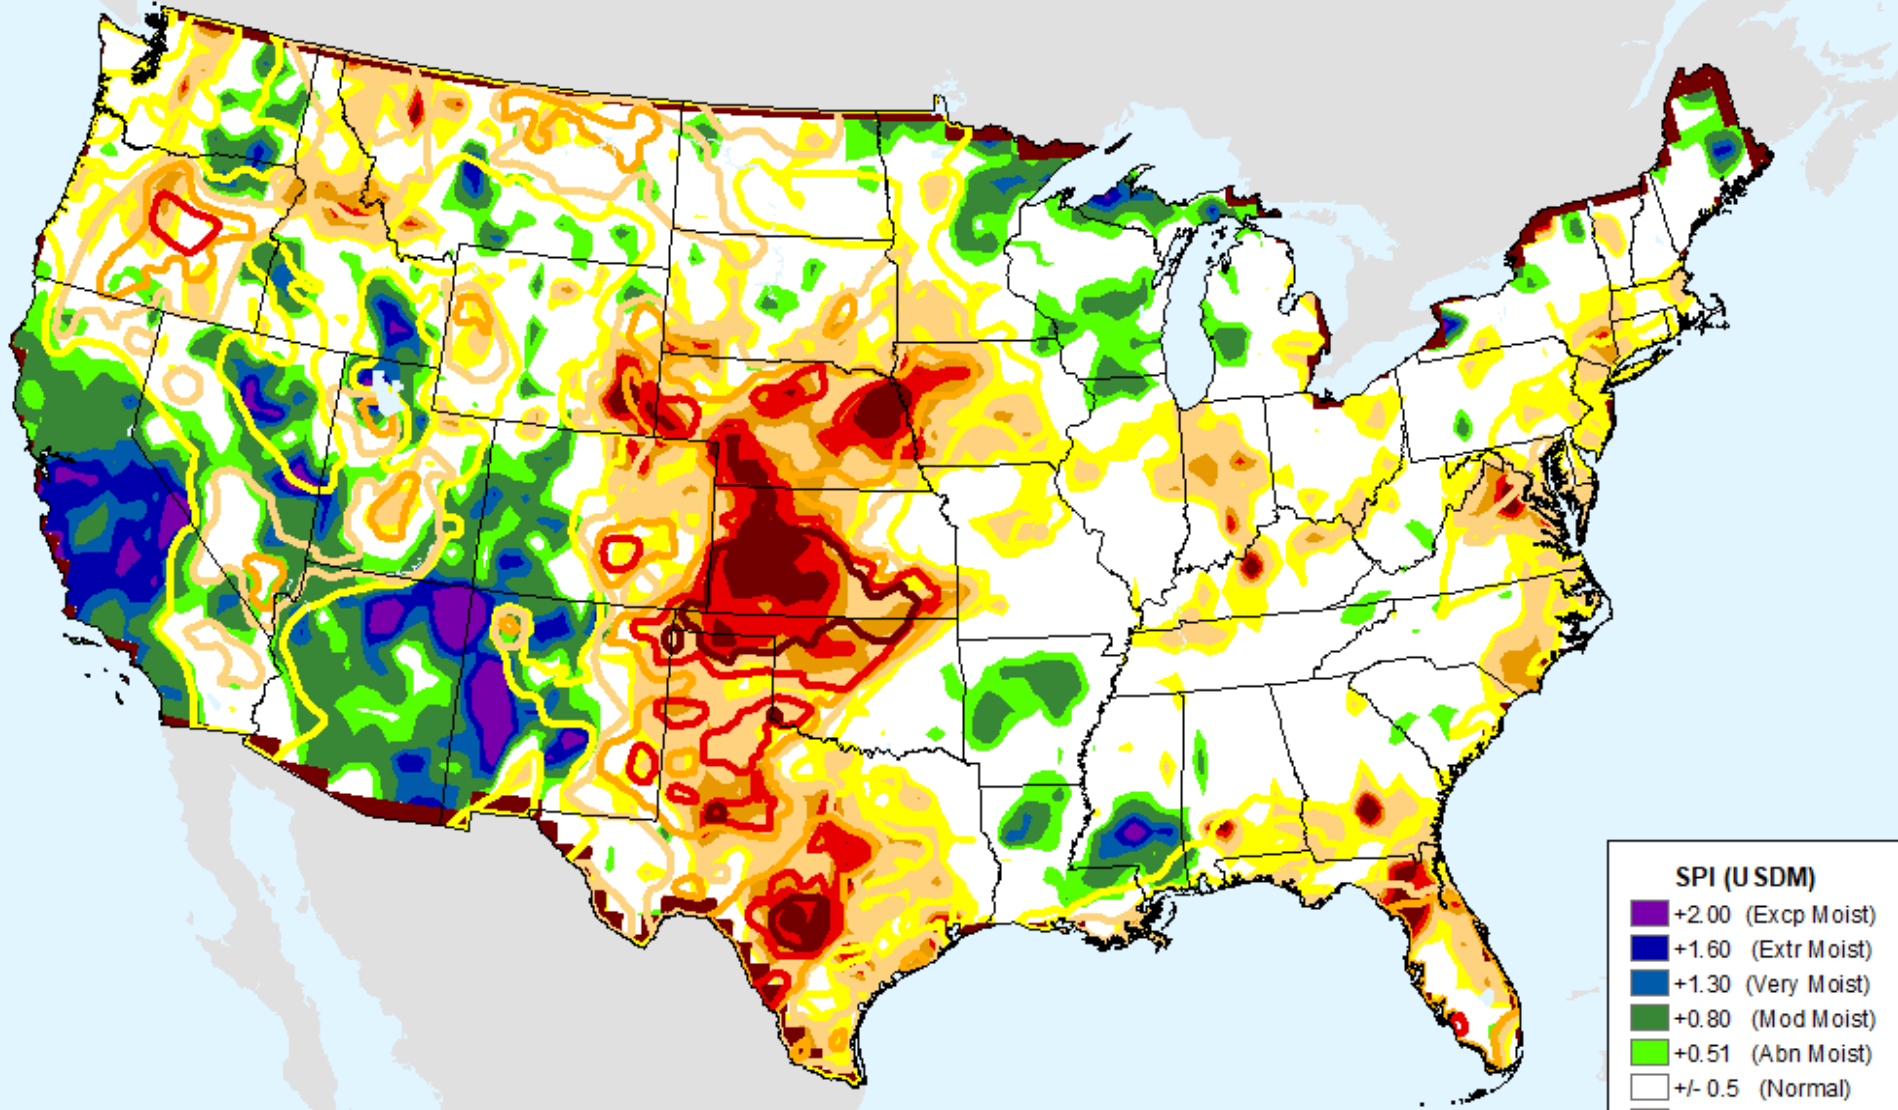 SPI (USDM)
+2.00 (Excp Moist)
+1.60 (Extr Moist)
+1.30 (Very Moist)
+0.80 (Mod Moist)
+0.51 (Abn Moist)
+/- 0.5 (Normal)